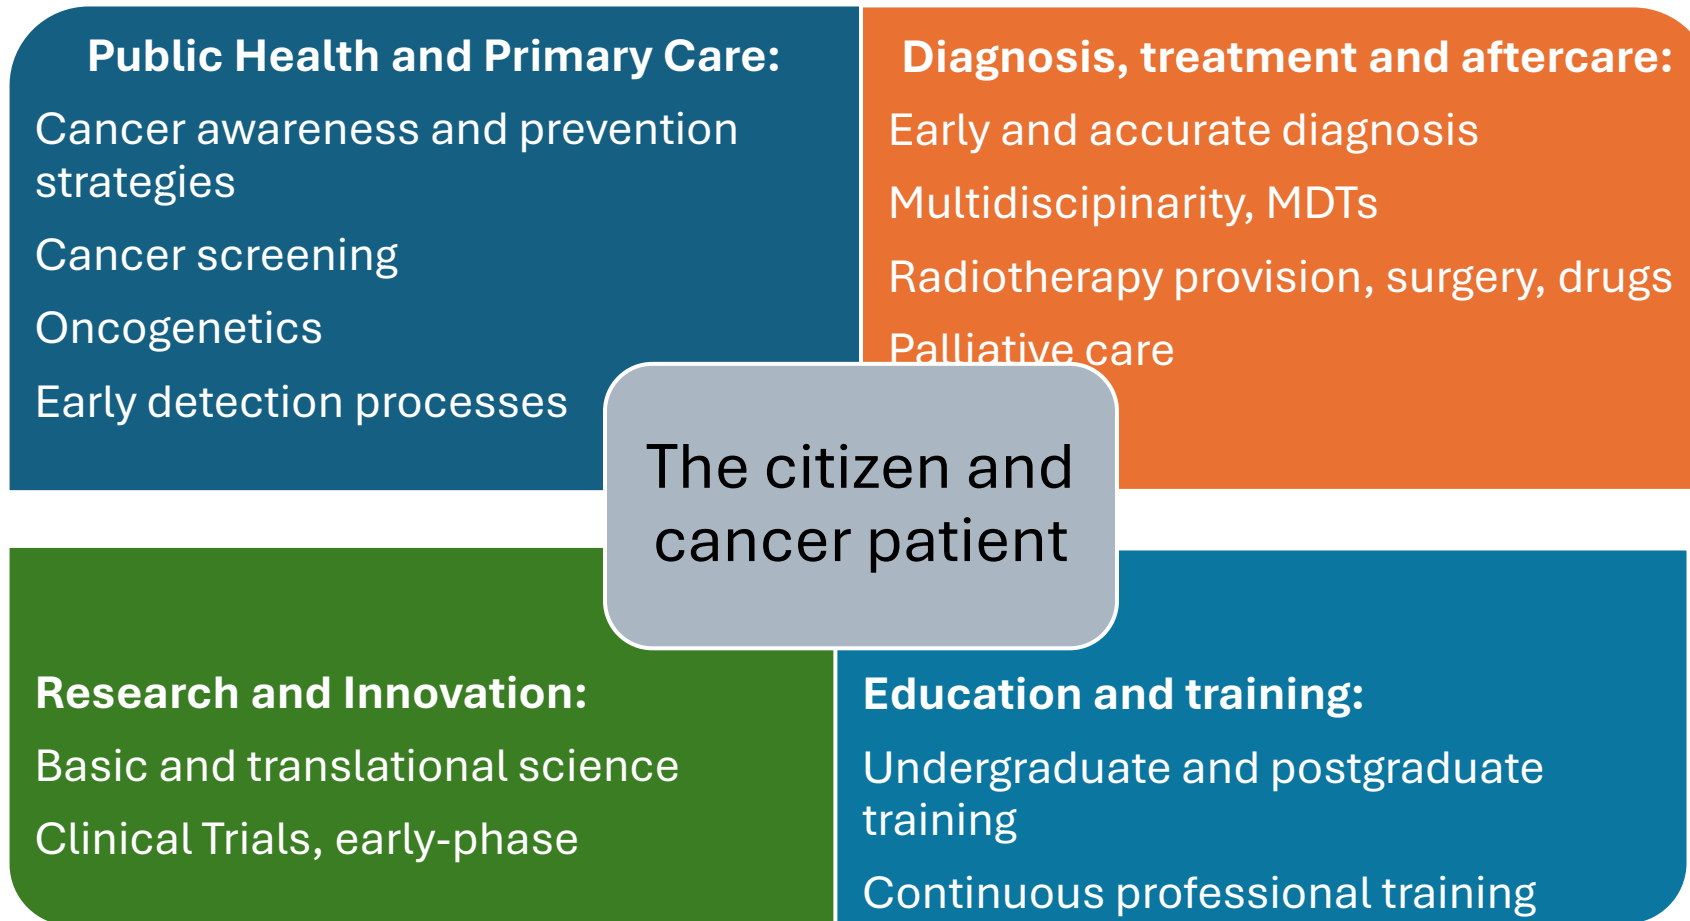 Public Health and Primary Care:
Cancer awareness and prevention
strategies
Cancer screening
Oncogenetics
Early detection processes
Diagnosis, treatment and aftercare:
Early and accurate diagnosis
Multidiscipinarity, MDTs
Radiotherapy provision, surgery, drugs
Palliative care
The citizen and
cancer patient
Research and Innovation:
Basic and translational science
Clinical Trials, early-phase
Education and training:
Undergraduate and postgraduate
training
Continuous professional training